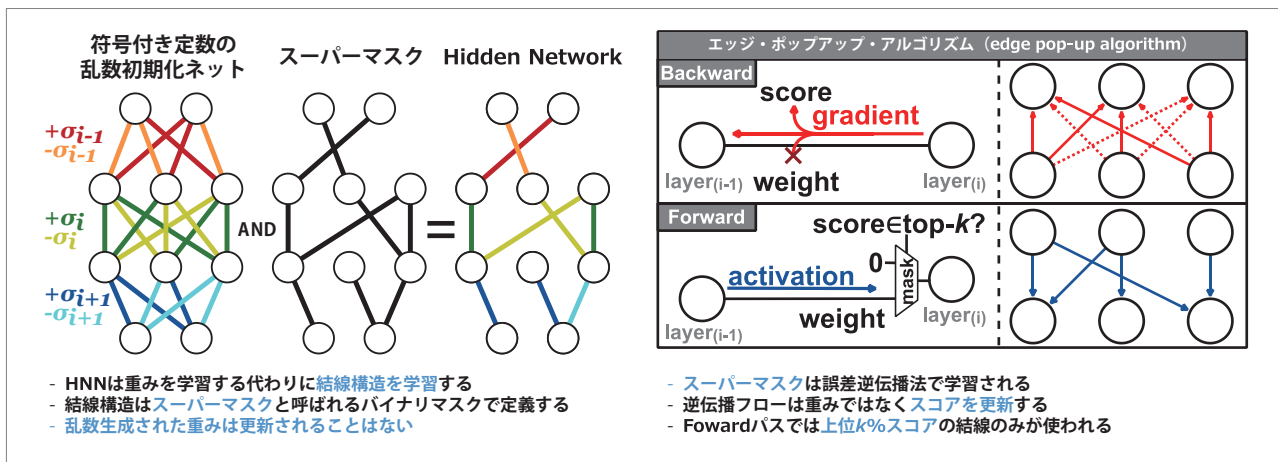 符号付き定数の
乱数初期化ネット
スーパーマスク
Hidden Network
+σi-1
-σi-1
+σi
-σi
+σi+1
-σi+1
AND
=
- HNNは重みを学習する代わりに結線構造を学習する
- 結線構造はスーパーマスクと呼ばれるバイナリマスクで定義する
- 乱数生成された重みは更新されることはない
エッジ・ポップアップ・アルゴリズム（edge pop-up algorithm）
Backward
score
gradient
weight
layer(i-1)
layer(i)
Forward
score∈top-k?
0
mask
activation
weight
layer(i-1)
layer(i)
- スーパーマスクは誤差逆伝播法で学習される
- 逆伝播フローは重みではなくスコアを更新する
- Fowardパスでは上位k%スコアの結線のみが使われる